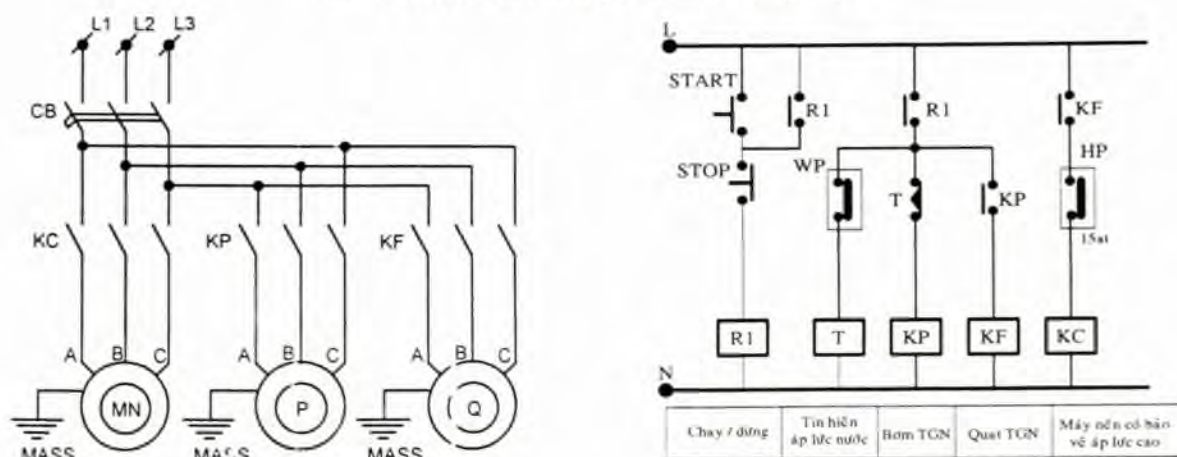 L1 L2 L3
CB
KC KP KF
A B C A B C A B C
MN P Q
MASS MASS MASS
L
START R1 R1 KF
STOP WP HP
T KP
15at
R1 T KP KF KC
N
Chạy / dừng
Tín hiện
áp lực nước
Bơm TGN
Quạt TGN
Máy nén có bảo
vệ áp lực cao